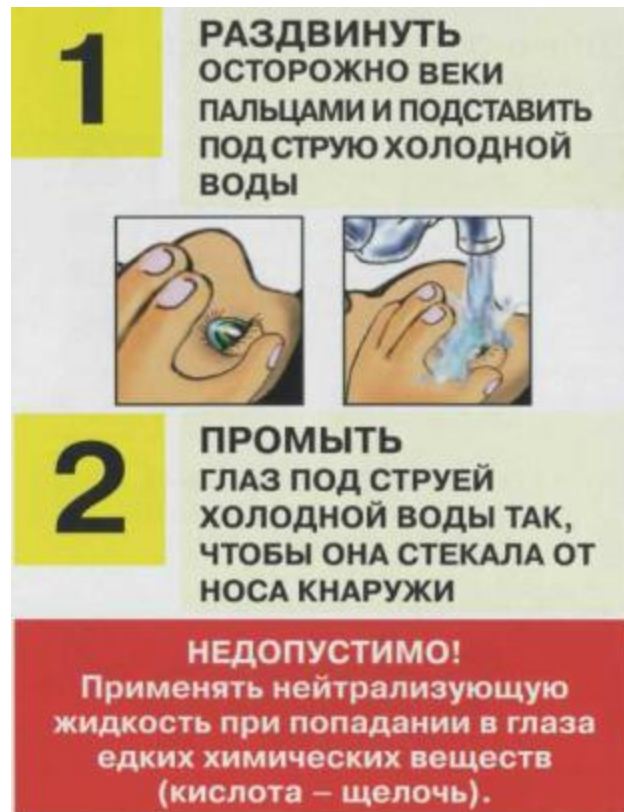 1
РАЗДВИНУТЬ
ОСТОРОЖНО ВЕКИ
ПАЛЬЦАМИ И ПОДСТАВИТЬ
ПОД СТРУЮ ХОЛОДНОЙ
ВОДЫ
2
ПРОМЫТЬ
ГЛАЗ ПОД СТРУЕЙ
ХОЛОДНОЙ ВОДЫ ТАК,
ЧТОБЫ ОНА СТЕКАЛА ОТ
НОСА КНАРУЖИ
НЕДОПУСТИМО!
Применять нейтрализующую
жидкость при попадании в глаза
едких химических веществ
(кислота – щелочь).